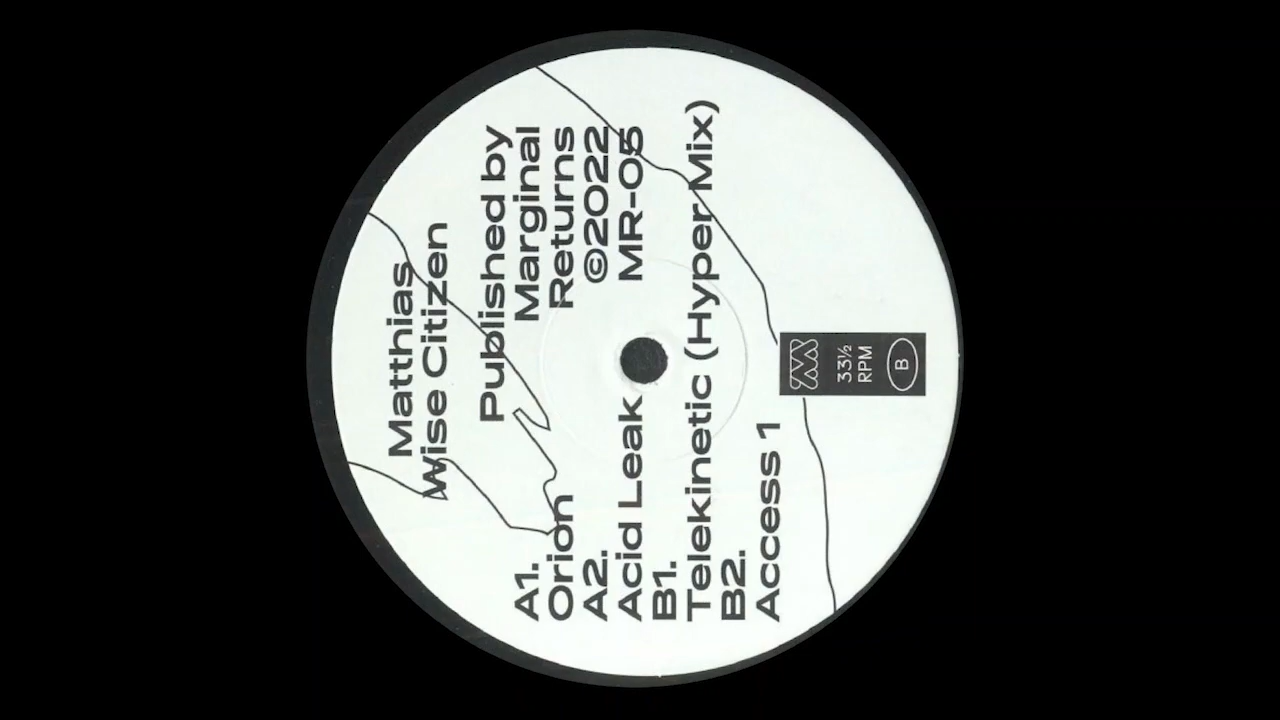 Matthias
Wise Citizen
Published by
Marginal
Returns
©2022
MR-05
A1.
Orion
A2.
Acid Leak
B1.
Telekinetic (Hyper Mix)
B2.
Access 1
33½
RPM
B